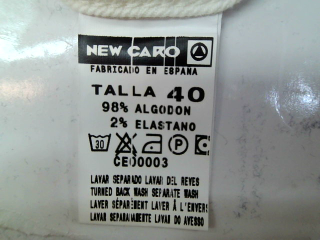 NEW CARO
FABRICADO EN ESPAÑA
TALLA 40
98% ALGODON
2% ELASTANO
30 P
CE00003
LAVAR SEPARADO LAVAR DEL REVES
TURNED BACK WASH SEPARATE WASH
LAVER SÉPARÉMENT LAVER À L'ENVERS
LAVAR SEPARAIAMENTE LAVAR DO AVESSO